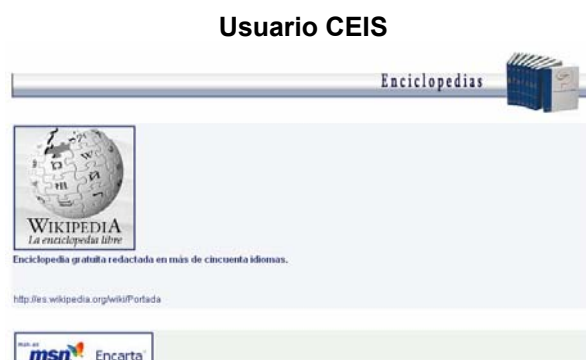 Usuario CEIS
Enciclopedias
WIKIPEDIA
La enciclopedia libre
Enciclopedia gratuita redactada en más de cincuenta idiomas.
http://es.wikipedia.org/wiki/Portada
msn Encarta